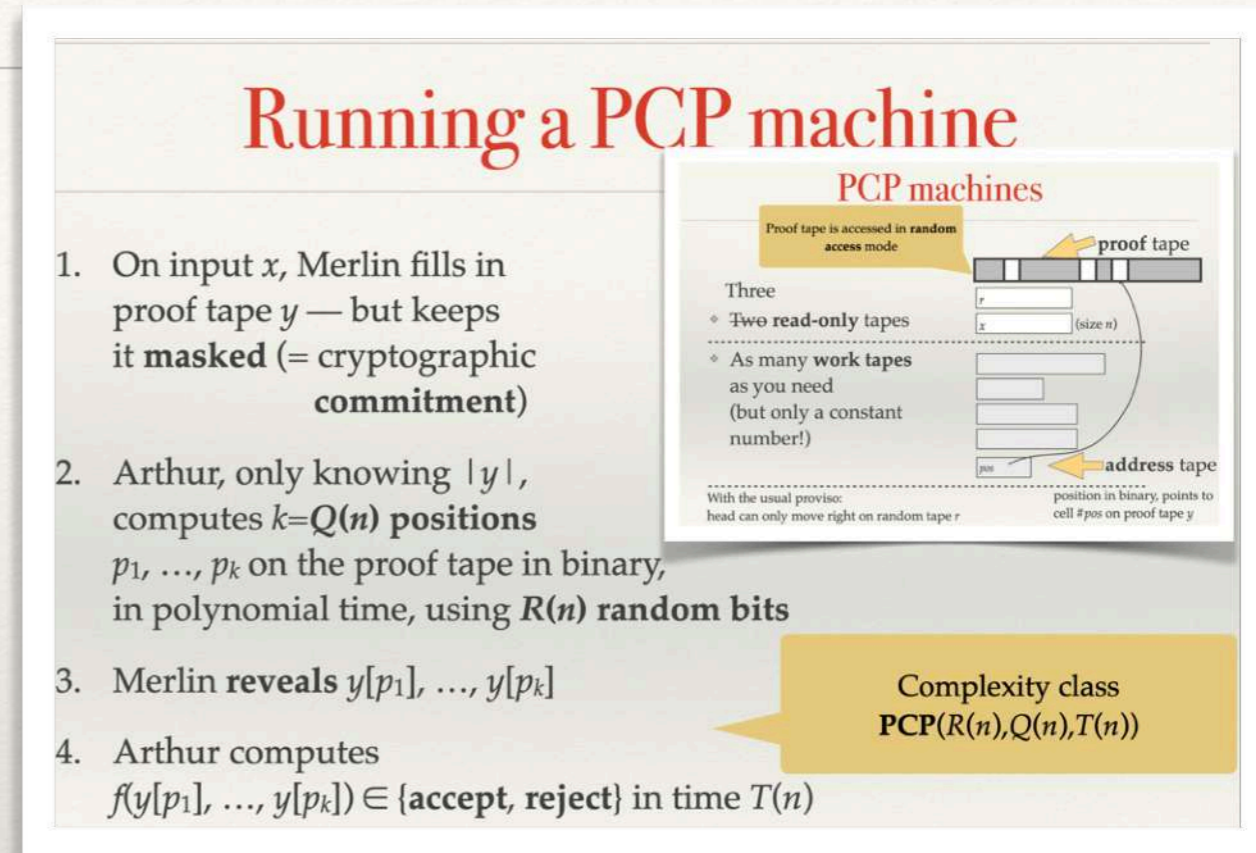 Running a PCP machine
1. On input x, Merlin fills in
proof tape y — but keeps
it masked (= cryptographic
commitment)
2. Arthur, only knowing |y|,
computes k=Q(n) positions
p1, …, pk on the proof tape in binary,
in polynomial time, using R(n) random bits
3. Merlin reveals y[p1], …, y[pk]
4. Arthur computes
f(y[p1], …, y[pk]) ∈ {accept, reject} in time T(n)
PCP machines
Proof tape is accessed in random
access mode
proof tape
Three
Two read-only tapes
r
x
(size n)
As many work tapes
as you need
(but only a constant
number!)
pos
address tape
With the usual proviso:
head can only move right on random tape r
position in binary, points to
cell #pos on proof tape y
Complexity class
PCP(R(n),Q(n),T(n))